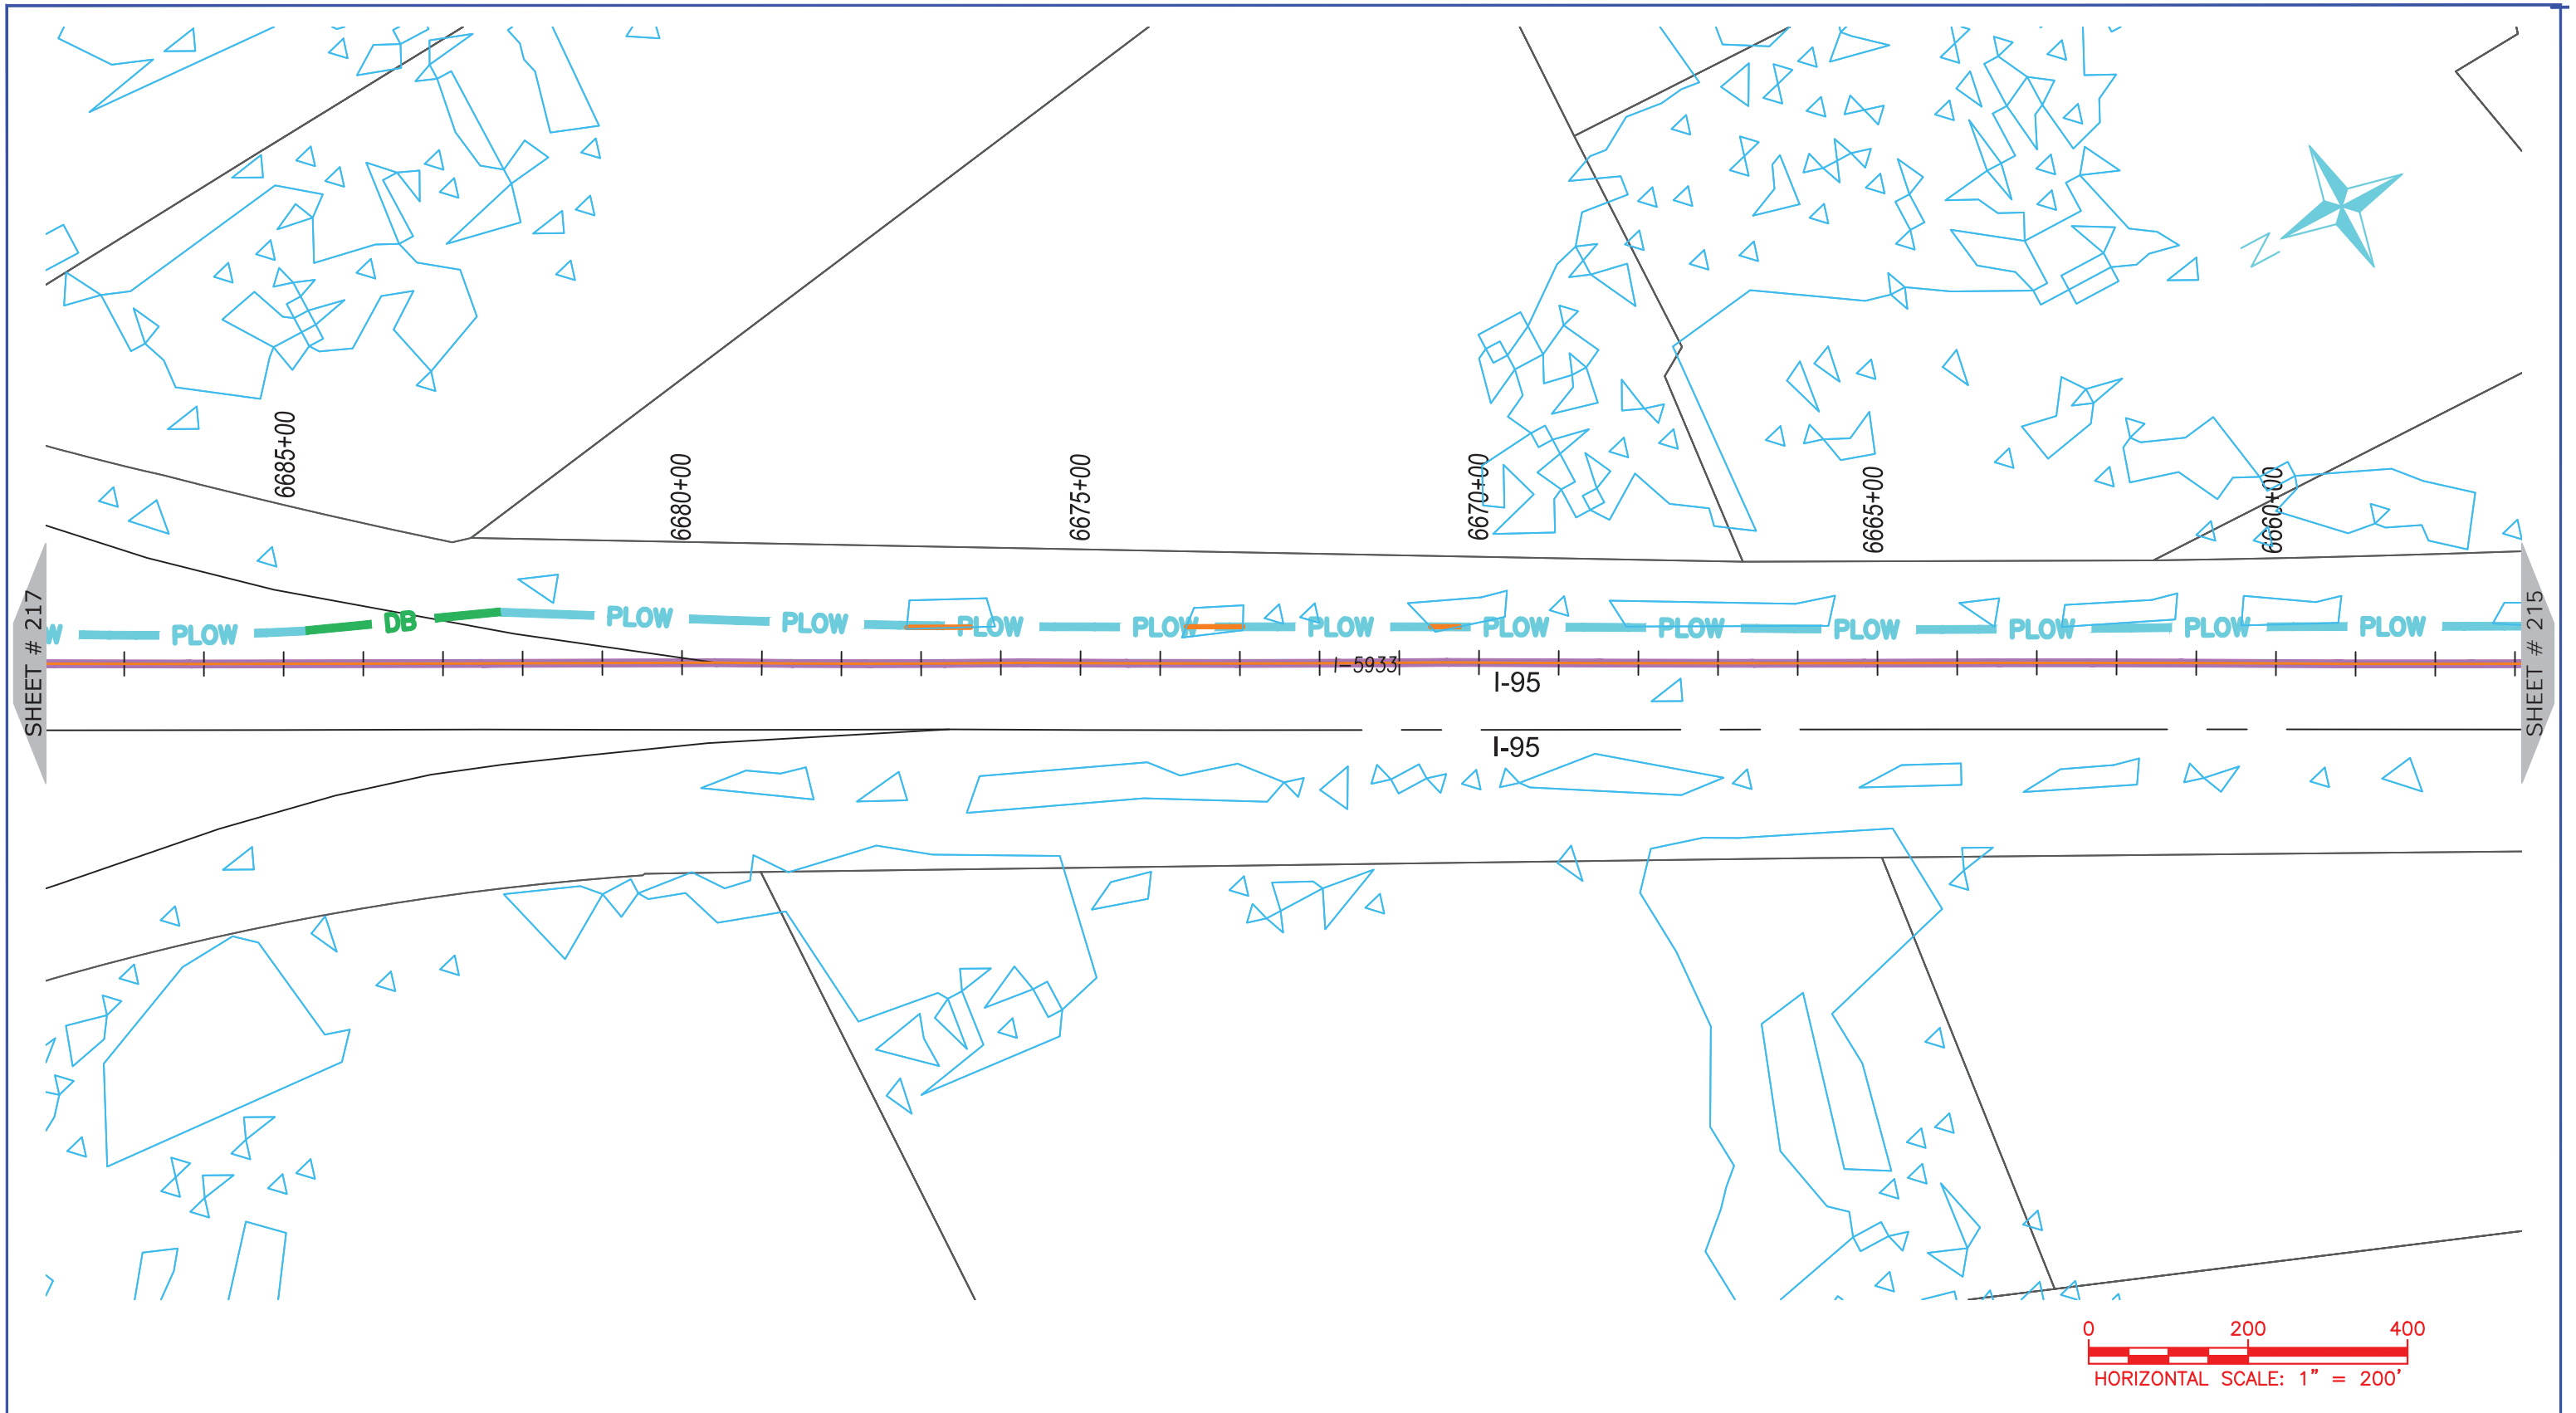 6685+00
6680+00
6675+00
6670+00
6665+00
6660+00
N
SHEET # 217
W PLOW DB PLOW PLOW PLOW PLOW PLOW PLOW PLOW PLOW PLOW PLOW PLOW
SHEET # 215
I-5933
I-95
I-95
0 200 400
HORIZONTAL SCALE: 1" = 200'